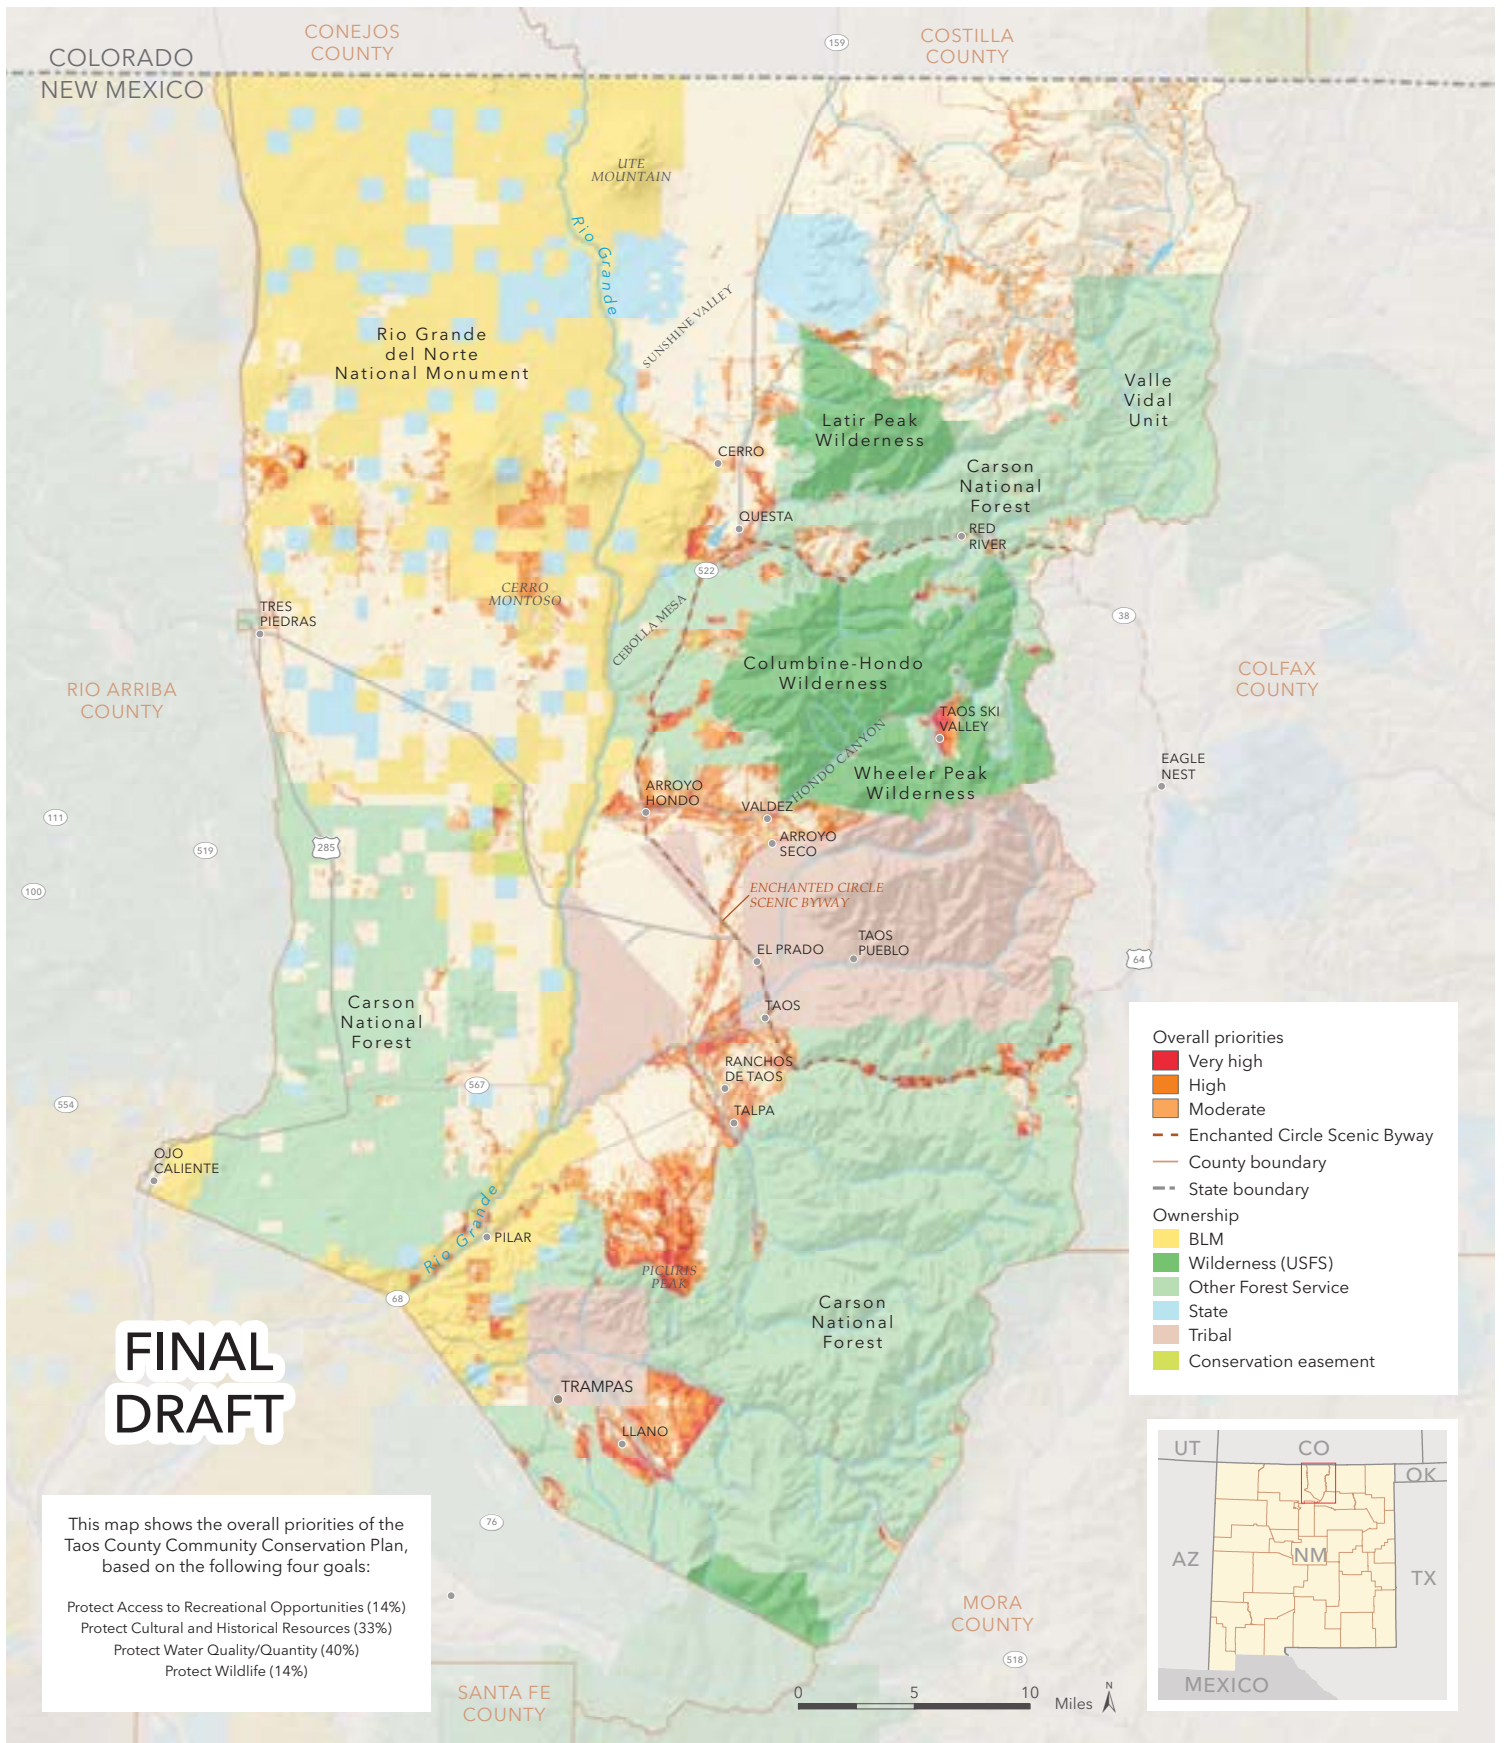 CONEJOS
COUNTY
COSTILLA
COUNTY
159
COLORADO
NEW MEXICO
UTE
MOUNTAIN
Rio Grande
SUNSHINE VALLEY
Rio Grande
del Norte
National Monument
Valle
Vidal
Unit
Latir Peak
Wilderness
CERRO
Carson
National
Forest
QUESTA
RED
RIVER
522
CERRO
MONTOSO
TRES
PIEDRAS
CEBOLLA MESA
38
Columbine-Hondo
Wilderness
RIO ARRIBA
COUNTY
COLFAX
COUNTY
TAOS SKI
VALLEY
HONDO CANYON
EAGLE
NEST
Wheeler Peak
Wilderness
ARROYO
HONDO
VALDEZ
ARROYO
SECO
111
285
519
100
ENCHANTED CIRCLE
SCENIC BYWAY
EL PRADO
TAOS
PUEBLO
64
Carson
National
Forest
TAOS
RANCHOS
DE TAOS
567
554
TALPA
OJO
CALIENTE
Rio Grande
PILAR
PICURIS
PEAK
68
Carson
National
Forest
FINAL
DRAFT
TRAMPAS
LLANO
76
MORA
COUNTY
518
SANTA FE
COUNTY
Overall priorities
Very high
High
Moderate
Enchanted Circle Scenic Byway
County boundary
State boundary
Ownership
BLM
Wilderness (USFS)
Other Forest Service
State
Tribal
Conservation easement
UT
CO
OK
AZ
NM
TX
MEXICO
This map shows the overall priorities of the
Taos County Community Conservation Plan,
based on the following four goals:
Protect Access to Recreational Opportunities (14%)
Protect Cultural and Historical Resources (33%)
Protect Water Quality/Quantity (40%)
Protect Wildlife (14%)
0 5 10
Miles
N